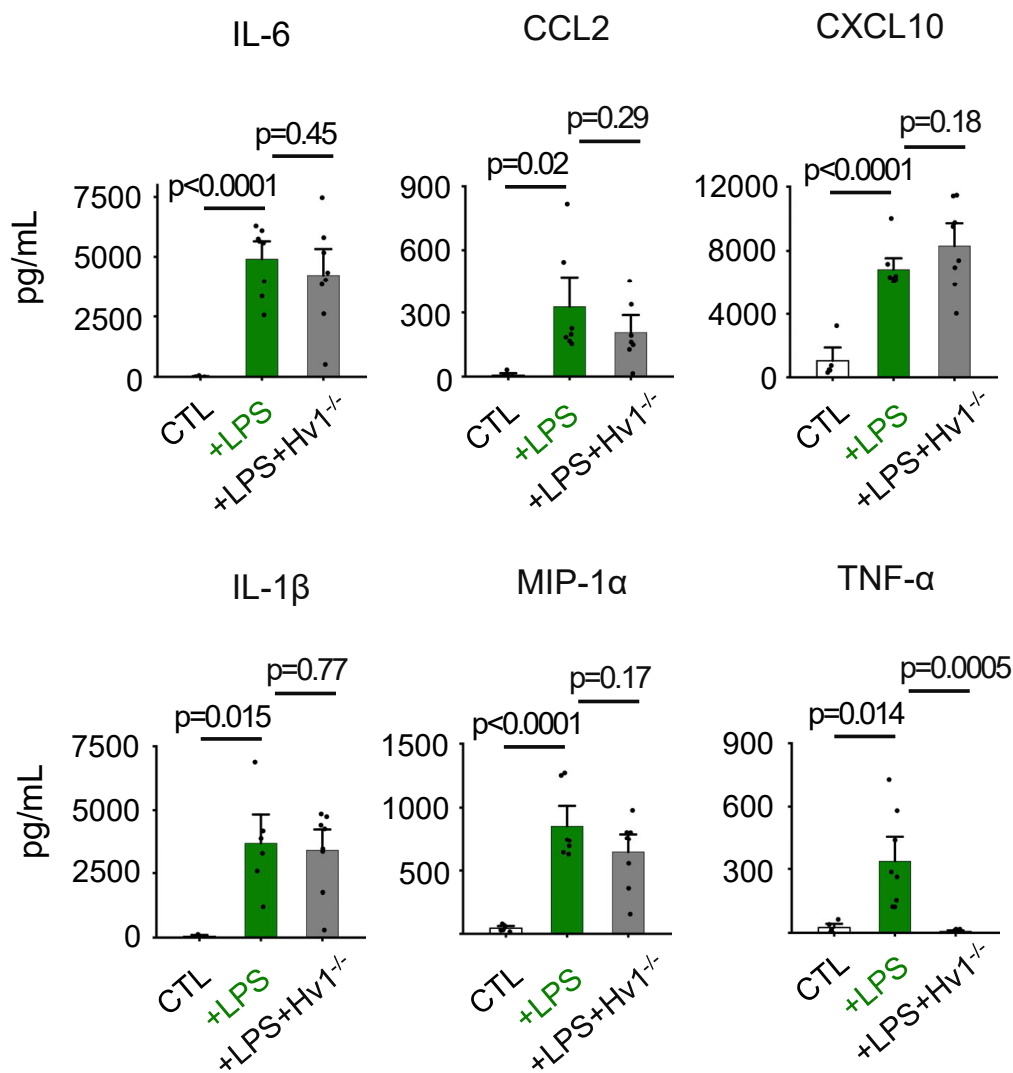 IL-6
p=0.45
p<0.0001
pg/mL
7500
5000
2500
0
CTL
+LPS
+LPS+Hv1-/-
CCL2
p=0.29
p=0.02
900
600
300
0
CTL
+LPS
+LPS+Hv1-/-
CXCL10
p=0.18
p<0.0001
12000
8000
4000
0
CTL
+LPS
+LPS+Hv1-/-
IL-1β
p=0.77
p=0.015
pg/mL
7500
5000
2500
0
CTL
+LPS
+LPS+Hv1-/-
MIP-1α
p=0.17
p<0.0001
1500
1000
500
CTL
+LPS
+LPS+Hv1-/-
TNF-α
p=0.0005
p=0.014
900
600
300
CTL
+LPS
+LPS+Hv1-/-